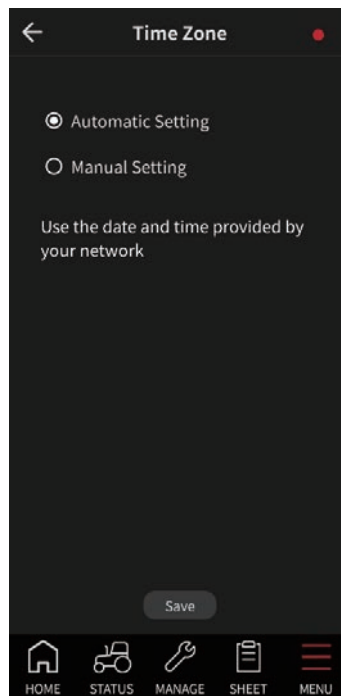 Time Zone
Automatic Setting
Manual Setting
Use the date and time provided by
your network
Save
HOME STATUS MANAGE SHEET MENU